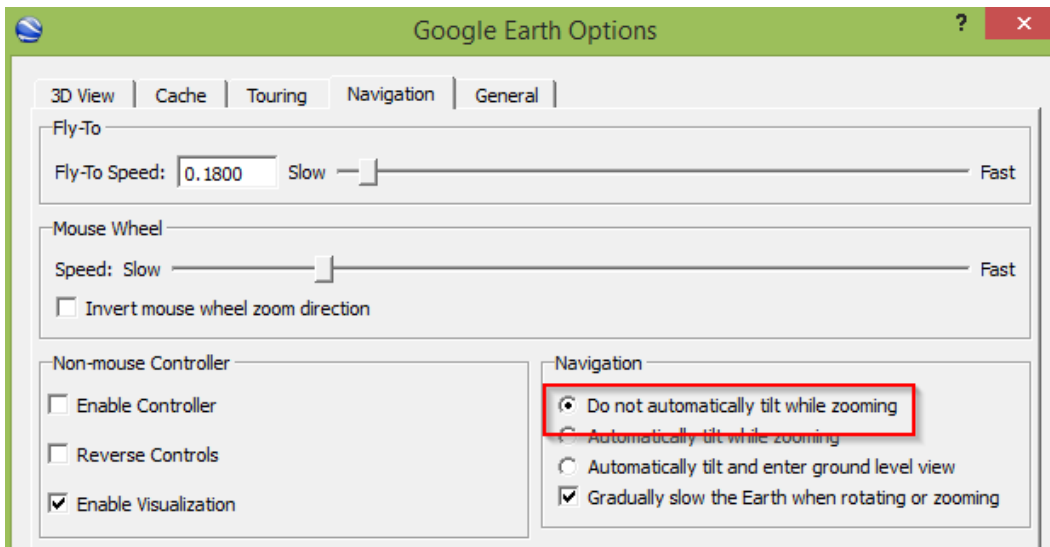 Google Earth Options
?
3D View Cache Touring Navigation General
Fly-To
Fly-To Speed: 0.1800 Slow Fast
Mouse Wheel
Speed: Slow Fast
Invert mouse wheel zoom direction
Non-mouse Controller
Enable Controller
Reverse Controls
Enable Visualization
Navigation
Do not automatically tilt while zooming
Automatically tilt while zooming
Automatically tilt and enter ground level view
Gradually slow the Earth when rotating or zooming